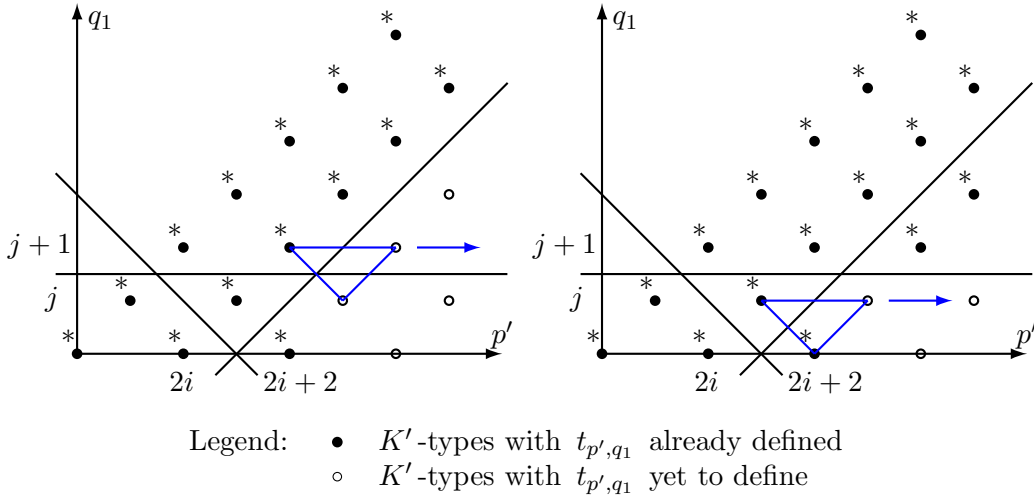 q₁ q₁
* *
* * * *
* * * *
* * * *
j + 1 * * j + 1 * * * *
j * * j * *
* * * p′ * * * p′
2i 2i + 2 2i 2i + 2
Legend: • K′-types with t_{p′,q₁} already defined
◦ K′-types with t_{p′,q₁} yet to define